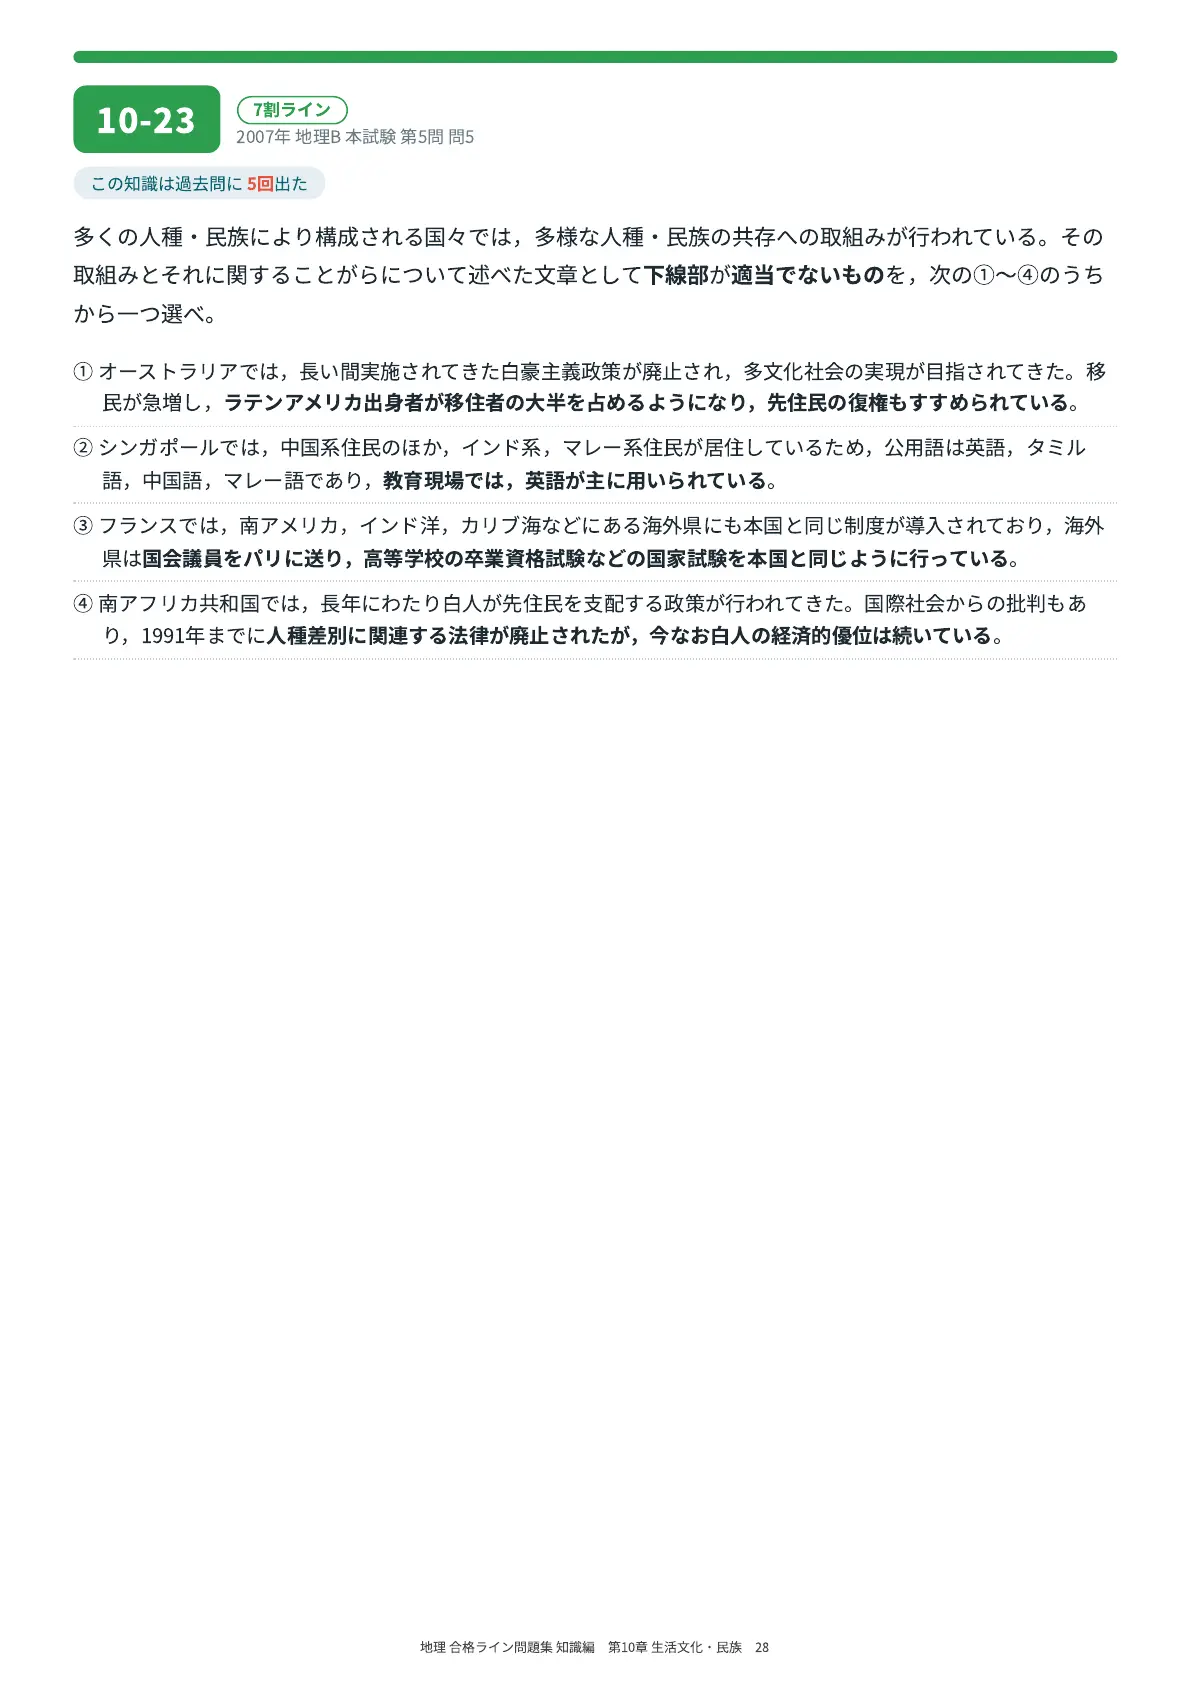 10-23
7割ライン
2007年 地理B 本試験 第5問 問5
この知識は過去問に 5回出た
多くの人種・民族により構成される国々では，多様な人種・民族の共存への取組みが行われている。その
取組みとそれに関することがらについて述べた文章として下線部が適当でないものを，次の①～④のうち
から一つ選べ。
① オーストラリアでは，長い間実施されてきた白豪主義政策が廃止され，多文化社会の実現が目指されてきた。移
民が急増し，ラテンアメリカ出身者が移住者の大半を占めるようになり，先住民の復権もすすめられている。
② シンガポールでは，中国系住民のほか，インド系，マレー系住民が居住しているため，公用語は英語，タミル
語，中国語，マレー語であり，教育現場では，英語が主に用いられている。
③ フランスでは，南アメリカ，インド洋，カリブ海などにある海外県にも本国と同じ制度が導入されており，海外
県は国会議員をパリに送り，高等学校の卒業資格試験などの国家試験を本国と同じように行っている。
④ 南アフリカ共和国では，長年にわたり白人が先住民を支配する政策が行われてきた。国際社会からの批判もあ
り，1991年までに人種差別に関連する法律が廃止されたが，今なお白人の経済的優位は続いている。
地理 合格ライン問題集 知識編　第10章 生活文化・民族　28